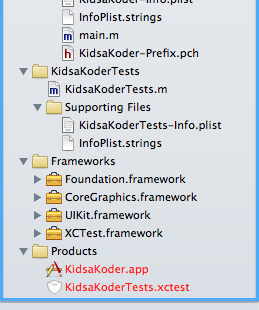 KidsaKoder-Info.plist
InfoPlist.strings
main.m
KidsaKoder-Prefix.pch
KidsaKoderTests
KidsaKoderTests.m
Supporting Files
KidsaKoderTests-Info.plist
InfoPlist.strings
Frameworks
Foundation.framework
CoreGraphics.framework
UIKit.framework
XCTest.framework
Products
KidsaKoder.app
KidsaKoderTests.xctest